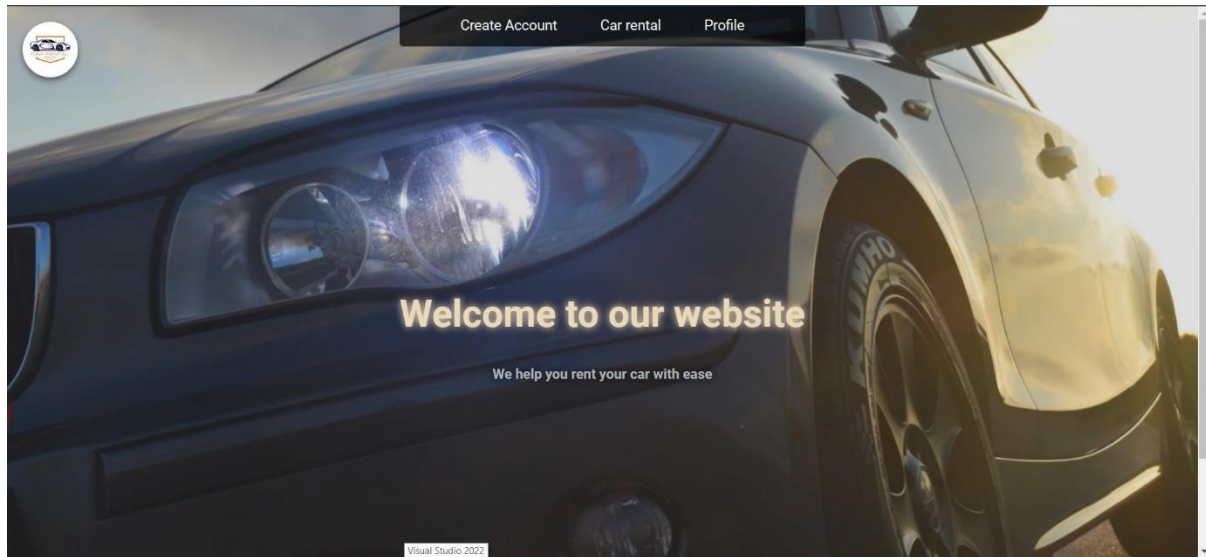 Create Account Car rental Profile
Welcome to our website
We help you rent your car with ease
KUMHO
Visual Studio 2022